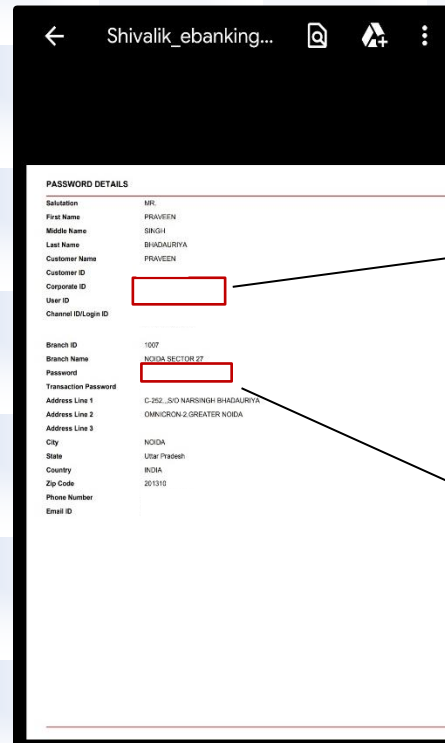 Shivalik_ebanking...
PASSWORD DETAILS
Salutation MR.
First Name PRAVEEN
Middle Name SINGH
Last Name BHADAURIYA
Customer Name PRAVEEN
Customer ID
Corporate ID
User ID
Channel ID/Login ID
Branch ID 1007
Branch Name NOIDA SECTOR 27
Password
Transaction Password
Address Line 1 C-252,,S/O NARSINGH BHADAURIYA
Address Line 2 OMNICRON-2 GREATER NOIDA
Address Line 3
City NOIDA
State Uttar Pradesh
Country INDIA
Zip Code 201310
Phone Number
Email ID